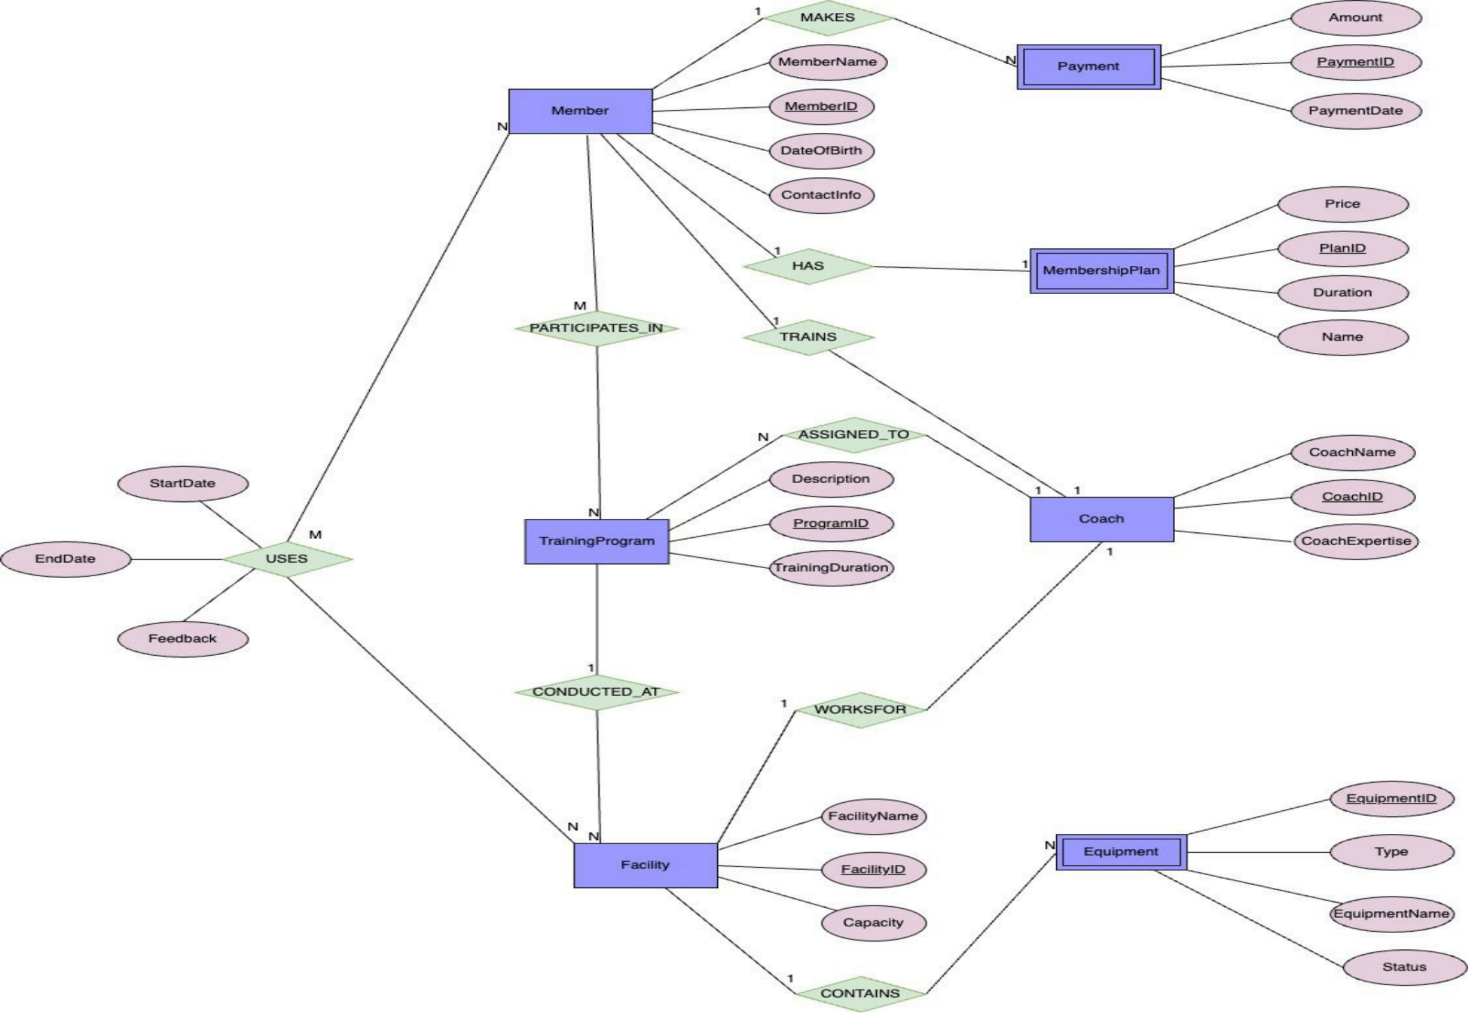 1
MAKES
Amount
MemberName
N
Payment
PaymentID
Member
MemberID
PaymentDate
N
DateOfBirth
ContactInfo
Price
1
HAS
1
MembershipPlan
PlanID
Duration
Name
M
PARTICIPATES_IN
1
TRAINS
N
ASSIGNED_TO
CoachName
StartDate
Description
1
1
Coach
CoachID
N
ProgramID
CoachExpertise
M
TrainingProgram
1
EndDate
USES
TrainingDuration
Feedback
1
CONDUCTED_AT
1
WORKSFOR
N
N
FacilityName
EquipmentID
Facility
FacilityID
N
Equipment
Type
Capacity
EquipmentName
1
CONTAINS
Status